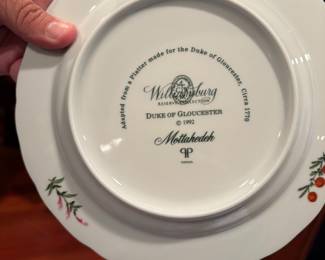 Adapted from a Platter made for the Duke of Gloucester, Circa 1770
Williamsburg
RESERVE COLLECTION
DUKE OF GLOUCESTER
© 1992
Mottahedeh